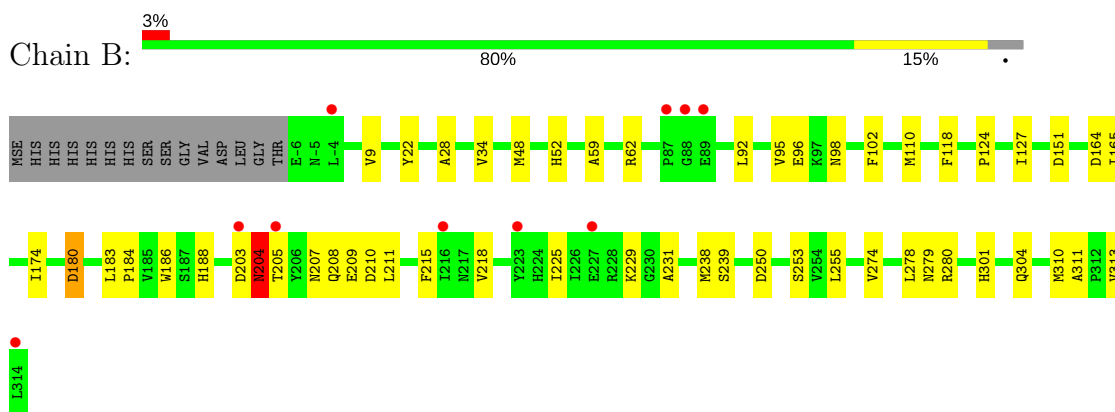 3%
Chain B:
80% 15% •
MSE HIS HIS HIS HIS HIS HIS SER SER GLY VAL ASP LEU GLY THR E-6 N-5 L-4 V9 Y22 A28 V34 M48 H52 A59 R62 P87 G88 E89 L92 V95 E96 K97 N98 F102 M110 F118 P124 I127 D151 D164 I165
I174 D180 L183 P184 V185 W186 S187 H188 D203 N204 T205 Y206 N207 Q208 E209 D210 L211 F215 I216 N217 V218 Y223 H224 I225 I226 E227 R228 K229 G230 A231 M238 S239 D250 S253 V254 L255 V274 L278 N279 R280 H301 Q304 M310 A311 P312 V313
L314